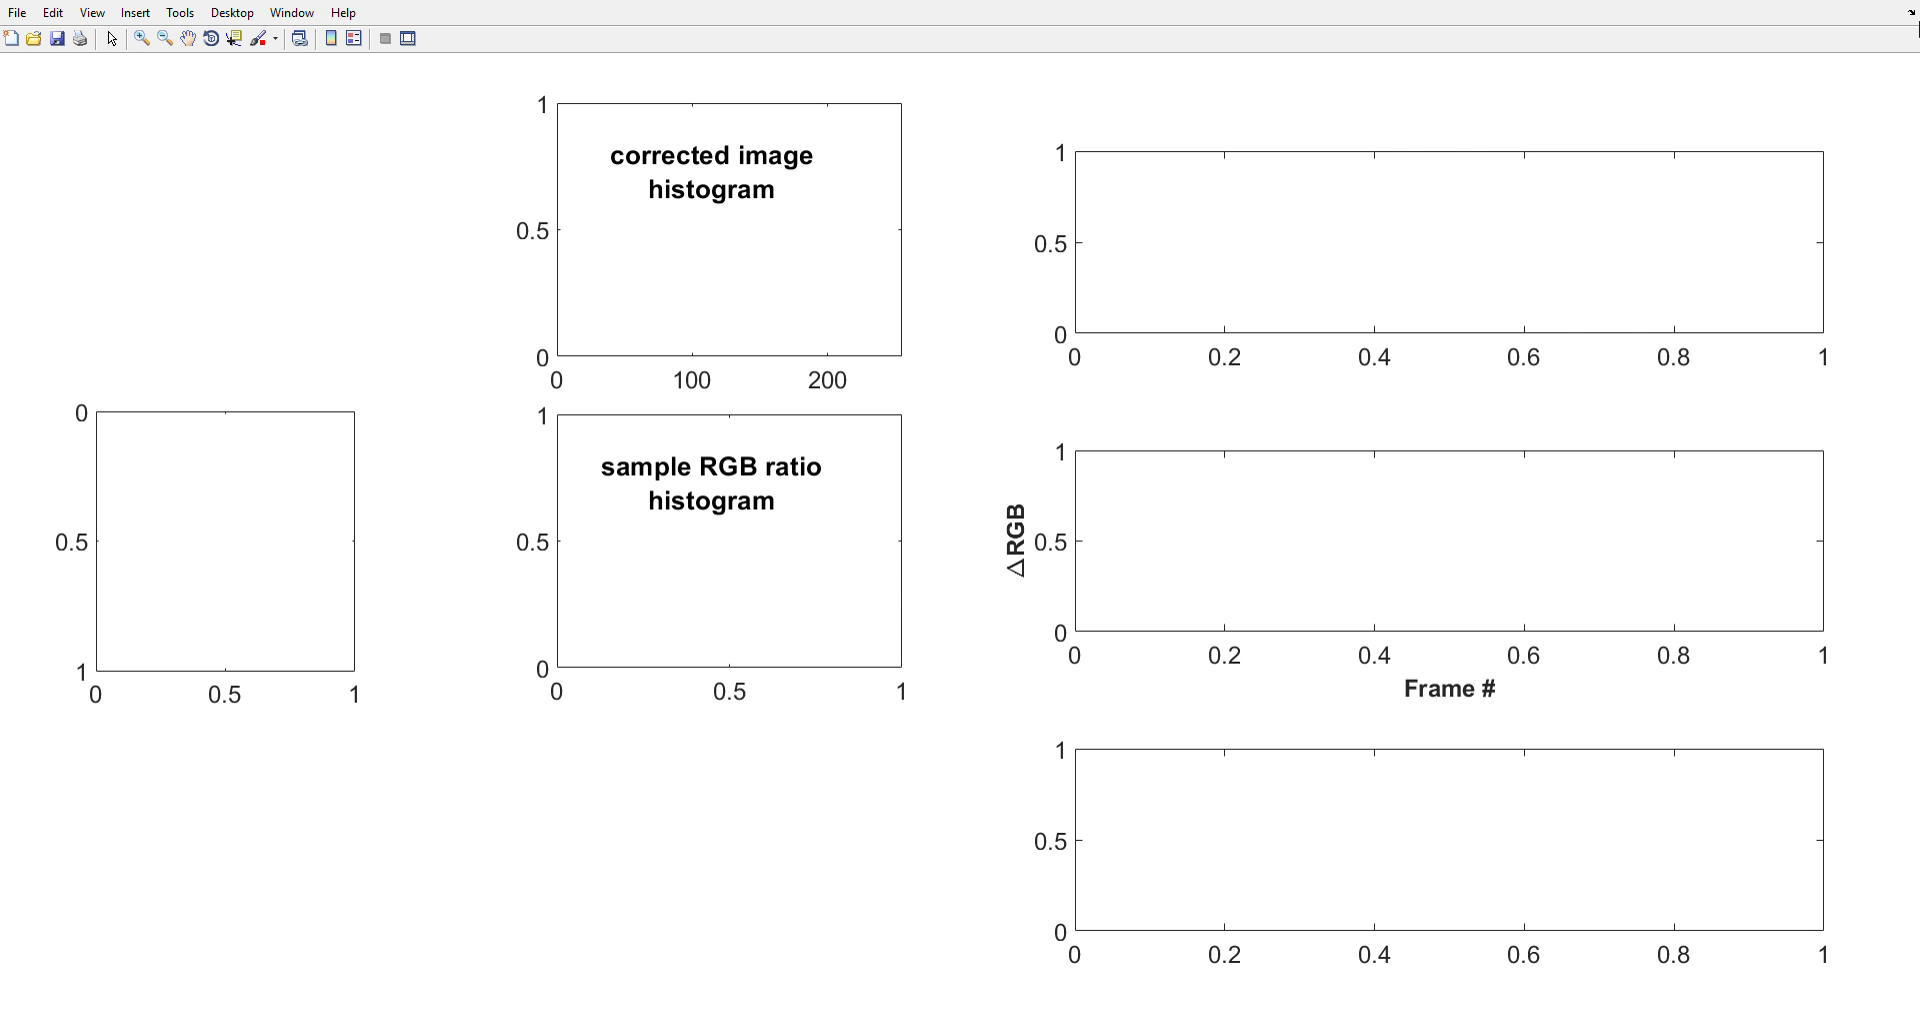 File Edit View Insert Tools Desktop Window Help
1
0.5
0
0 100 200
corrected image
histogram
0
0.5
1
0 0.5 1
1
0.5
0
0 0.5 1
sample RGB ratio
histogram
1
0.5
0
0 0.2 0.4 0.6 0.8 1
△RGB
1
0.5
0
0 0.2 0.4 0.6 0.8 1
Frame #
1
0.5
0
0 0.2 0.4 0.6 0.8 1